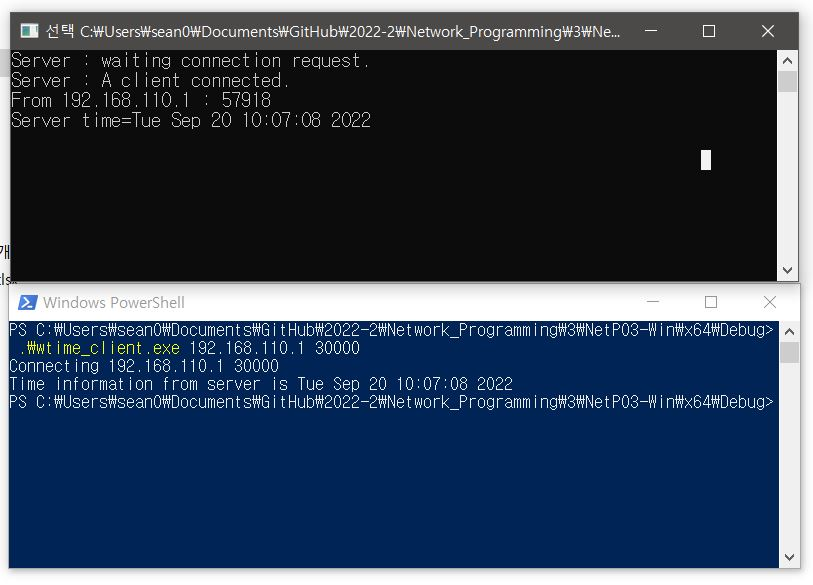 선택 C:₩Users₩sean0₩Documents₩GitHub₩2022-2₩Network_Programming₩3₩Ne...
Server : waiting connection request.
Server : A client connected.
From 192.168.110.1 : 57918
Server time=Tue Sep 20 10:07:08 2022
개
Windows PowerShell
PS C:₩Users₩sean0₩Documents₩GitHub₩2022-2₩Network_Programming₩3₩NetP03-Win₩x64₩Debug>
.₩wtime_client.exe 192.168.110.1 30000
Connecting 192.168.110.1 30000
Time information from server is Tue Sep 20 10:07:08 2022
PS C:₩Users₩sean0₩Documents₩GitHub₩2022-2₩Network_Programming₩3₩NetP03-Win₩x64₩Debug>